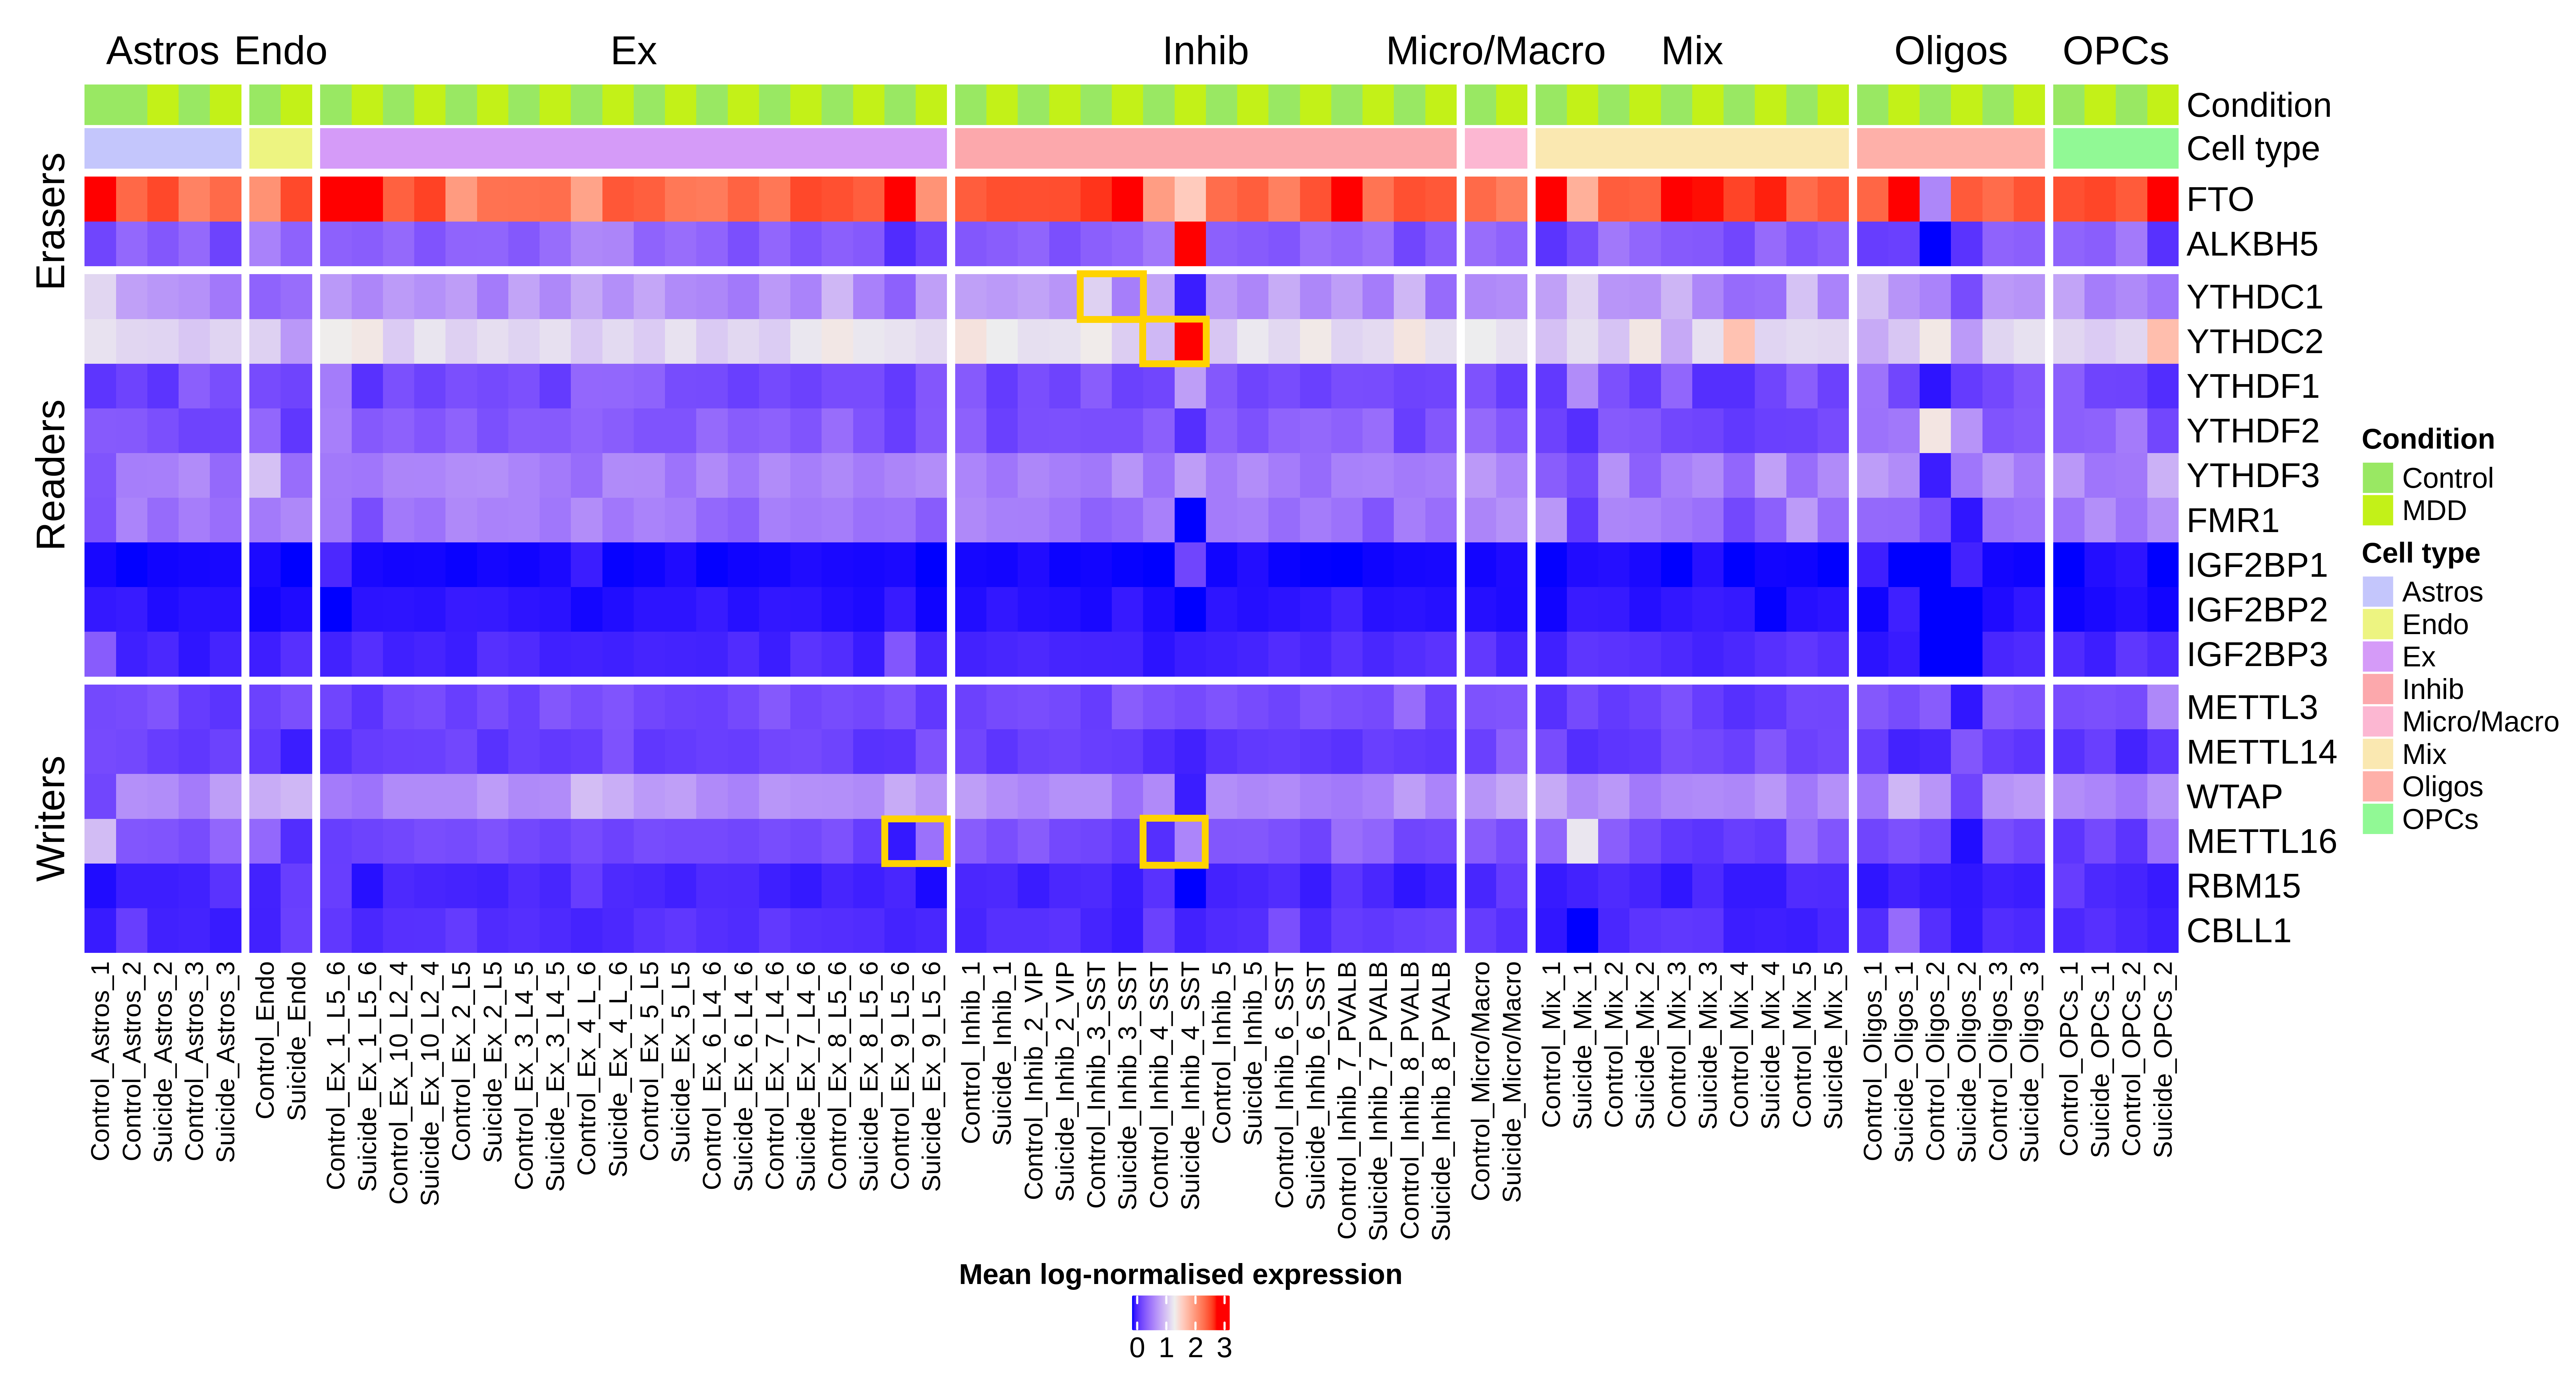 Astros Endo Ex Inhib Micro/Macro Mix Oligos OPCs
Condition
Cell type
Erasers
FTO
ALKBH5
Readers
YTHDC1
YTHDC2
YTHDF1
YTHDF2
YTHDF3
FMR1
IGF2BP1
IGF2BP2
IGF2BP3
Writers
METTL3
METTL14
WTAP
METTL16
RBM15
CBLL1
Control_Astros_1
Control_Astros_2
Suicide_Astros_2
Control_Astros_3
Suicide_Astros_3
Control_Endo
Suicide_Endo
Control_Ex_1_L5_6
Suicide_Ex_1_L5_6
Control_Ex_10_L2_4
Suicide_Ex_10_L2_4
Control_Ex_2_L5
Suicide_Ex_2_L5
Control_Ex_3_L4_5
Suicide_Ex_3_L4_5
Control_Ex_4_L_6
Suicide_Ex_4_L_6
Control_Ex_5_L5
Suicide_Ex_5_L5
Control_Ex_6_L4_6
Suicide_Ex_6_L4_6
Control_Ex_7_L4_6
Suicide_Ex_7_L4_6
Control_Ex_8_L5_6
Suicide_Ex_8_L5_6
Control_Ex_9_L5_6
Suicide_Ex_9_L5_6
Control_Inhib_1
Suicide_Inhib_1
Control_Inhib_2_VIP
Suicide_Inhib_2_VIP
Control_Inhib_3_SST
Suicide_Inhib_3_SST
Control_Inhib_4_SST
Suicide_Inhib_4_SST
Control_Inhib_5
Suicide_Inhib_5
Control_Inhib_6_SST
Suicide_Inhib_6_SST
Control_Inhib_7_PVALB
Suicide_Inhib_7_PVALB
Control_Inhib_8_PVALB
Suicide_Inhib_8_PVALB
Control_Micro/Macro
Suicide_Micro/Macro
Control_Mix_1
Suicide_Mix_1
Control_Mix_2
Suicide_Mix_2
Control_Mix_3
Suicide_Mix_3
Control_Mix_4
Suicide_Mix_4
Control_Mix_5
Suicide_Mix_5
Control_Oligos_1
Suicide_Oligos_1
Control_Oligos_2
Suicide_Oligos_2
Control_Oligos_3
Suicide_Oligos_3
Control_OPCs_1
Suicide_OPCs_1
Control_OPCs_2
Suicide_OPCs_2
Condition
Control
MDD
Cell type
Astros
Endo
Ex
Inhib
Micro/Macro
Mix
Oligos
OPCs
Mean log-normalised expression
0 1 2 3